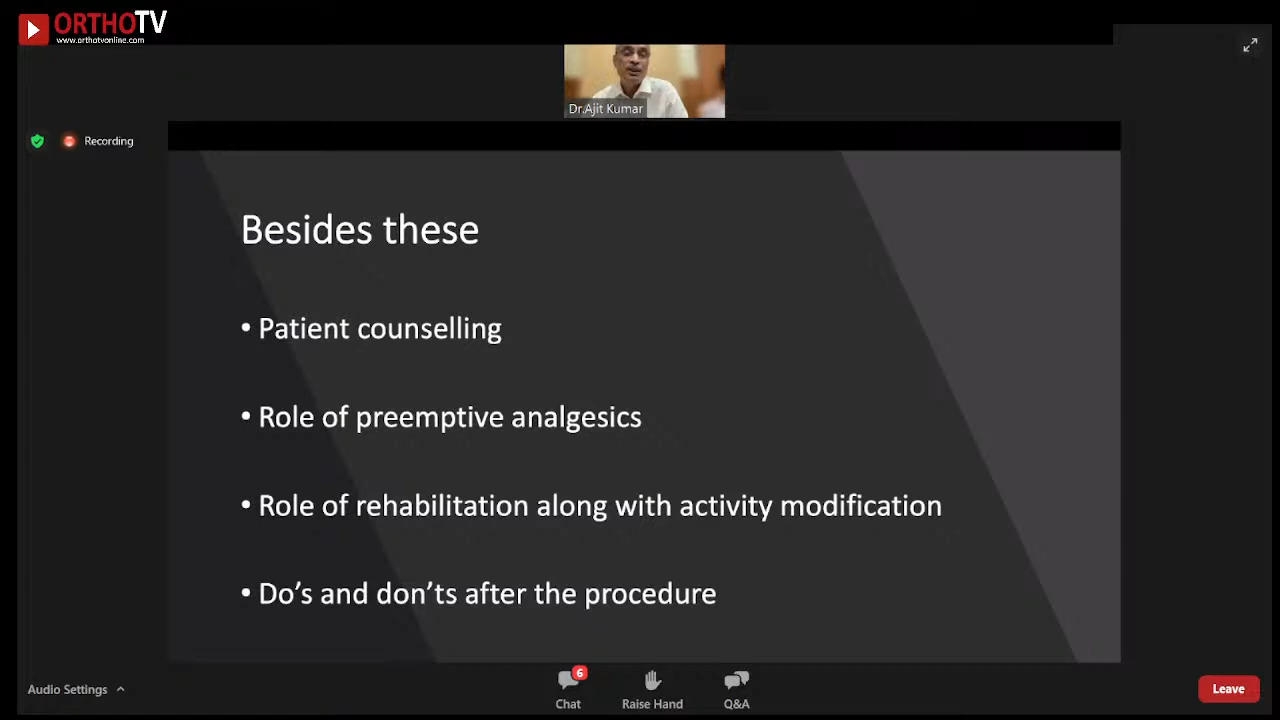 ORTHOTV
www.orthotvonline.com
Dr.Ajit Kumar
Recording
Besides these
• Patient counselling
• Role of preemptive analgesics
• Role of rehabilitation along with activity modification
• Do’s and don’ts after the procedure
6
Audio Settings
Chat
Raise Hand
Q&A
Leave